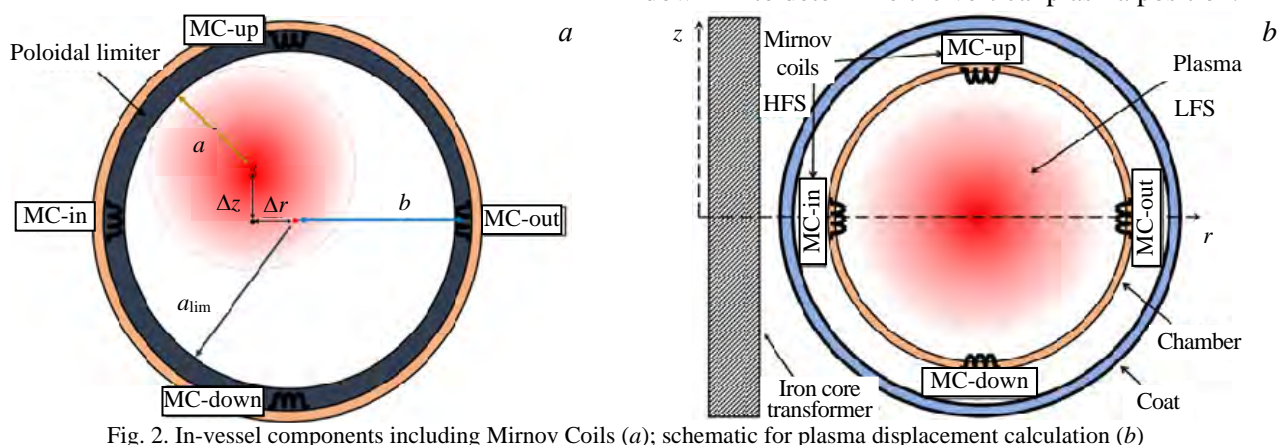 MC-up
a
Poloidal limiter
a
Δz
Δr
b
MC-in
MC-out
a_lim
MC-down
z
Mirnov
coils
MC-up
b
Plasma
HFS
LFS
MC-in
MC-out
r
Chamber
MC-down
Iron core
transformer
Coat
Fig. 2. In-vessel components including Mirnov Coils (a); schematic for plasma displacement calculation (b)